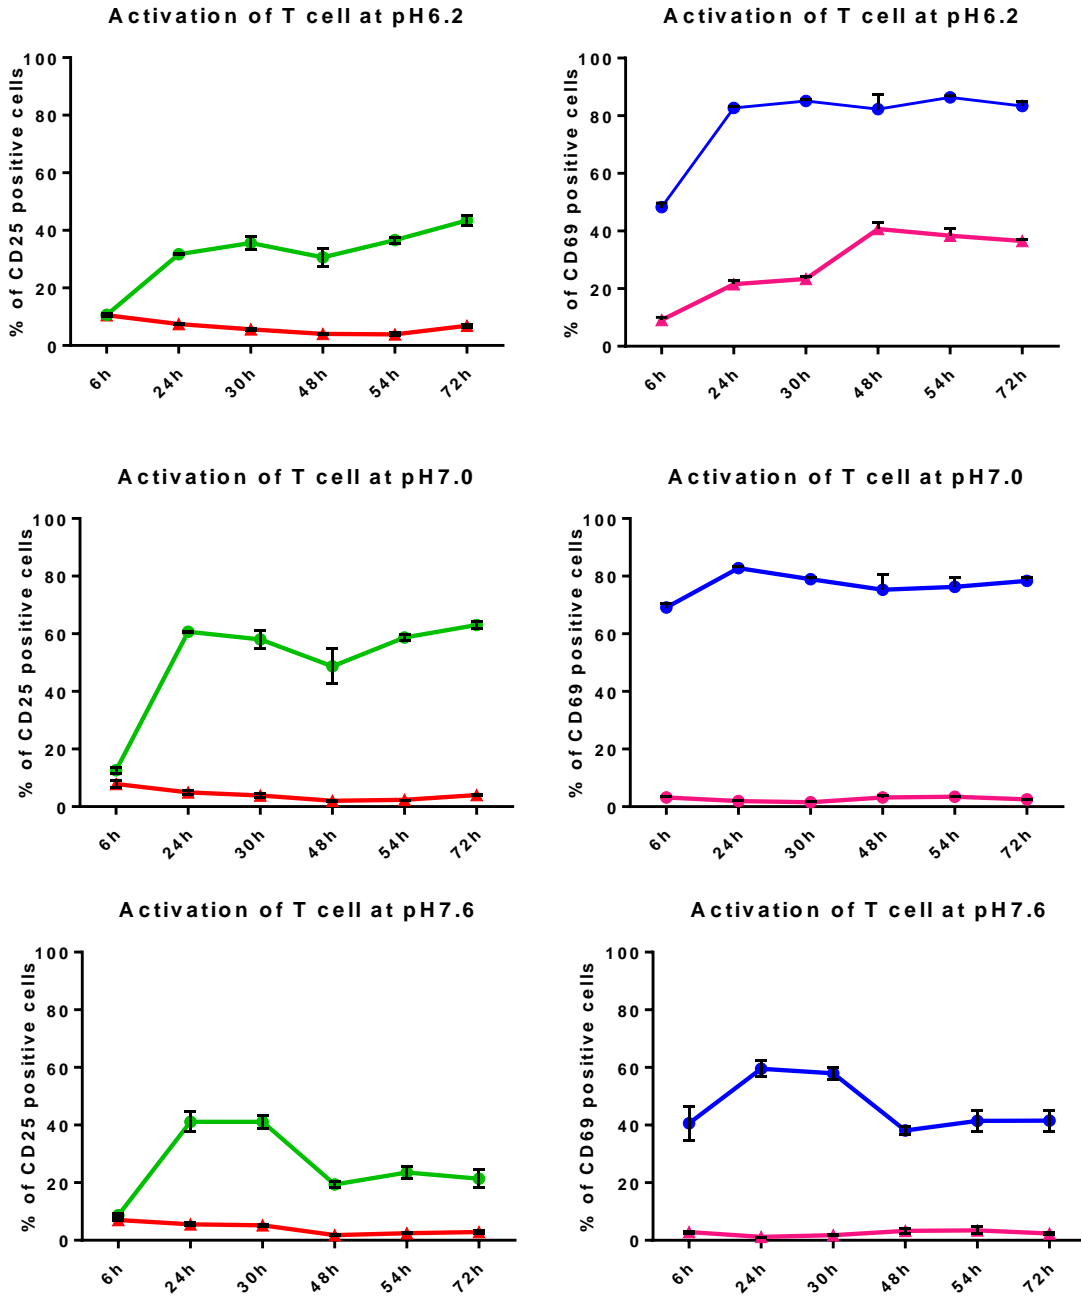 Activation of T cell at pH6.2
% of CD25 positive cells
100
80
60
40
20
0
6h 24h 30h 48h 54h 72h
Activation of T cell at pH6.2
% of CD69 positive cells
100
80
60
40
20
0
6h 24h 30h 48h 54h 72h
Activation of T cell at pH7.0
% of CD25 positive cells
100
80
60
40
20
0
6h 24h 30h 48h 54h 72h
Activation of T cell at pH7.0
% of CD69 positive cells
100
80
60
40
20
0
6h 24h 30h 48h 54h 72h
Activation of T cell at pH7.6
% of CD25 positive cells
100
80
60
40
20
0
6h 24h 30h 48h 54h 72h
Activation of T cell at pH7.6
% of CD69 positive cells
100
80
60
40
20
0
6h 24h 30h 48h 54h 72h